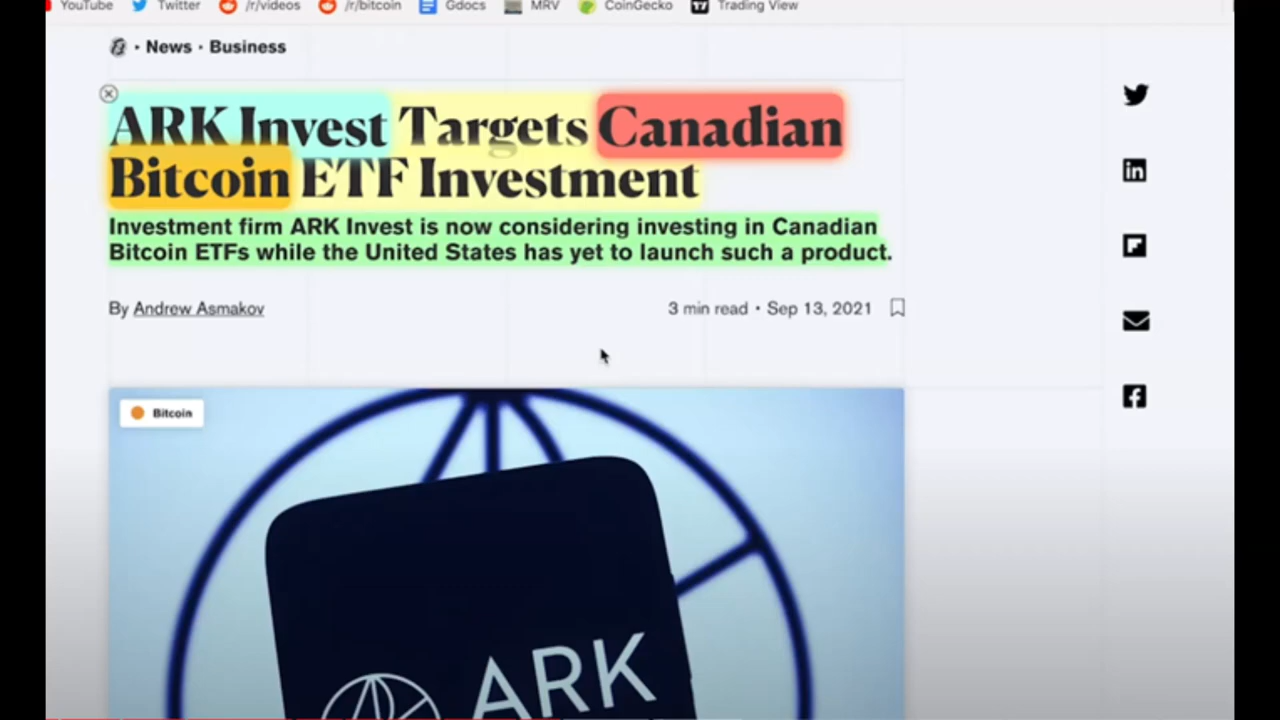 YouTube Twitter /r/videos /r/bitcoin Gdocs MRV CoinGecko Trading View
· News · Business
ARK Invest Targets Canadian
Bitcoin ETF Investment
Investment firm ARK Invest is now considering investing in Canadian
Bitcoin ETFs while the United States has yet to launch such a product.
By Andrew Asmakov
3 min read · Sep 13, 2021
Bitcoin
ARK